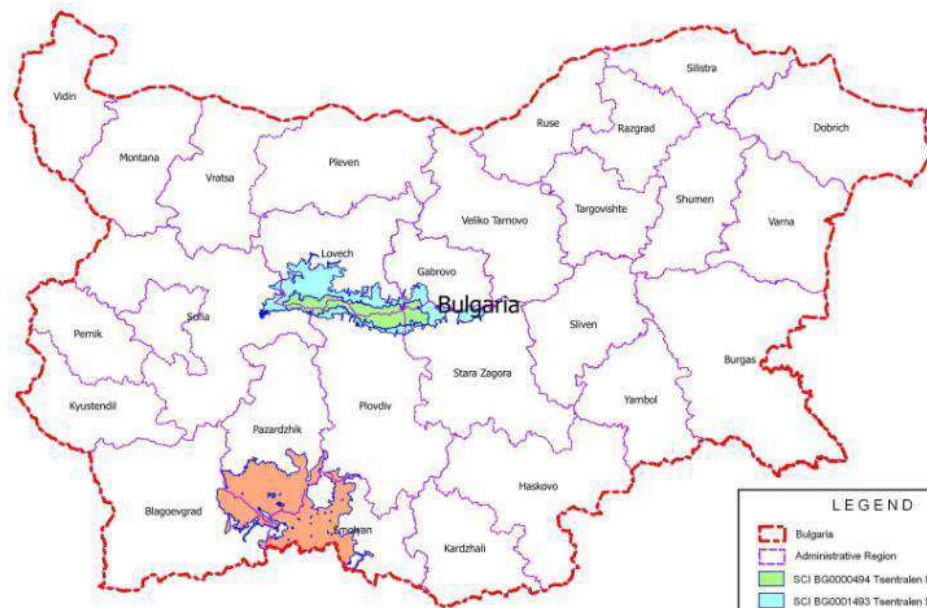 Silistra
Vidin
Ruse
Razgrad
Dobrich
Montana
Pleven
Vratsa
Shumen
Targovishte
Veliko Tarnovo
Varna
Lovech
Gabrovo
Bulgaria
Sofia
Pernik
Sliven
Burgas
Stara Zagora
Kyustendil
Plovdiv
Yambol
Pazardzhik
Haskovo
Blagoevgrad
Smolyan
Kardzhali
LEGEND
Bulgaria
Administrative Region
SCI BG0000494 Tsentralen
SCI BG0001493 Tsentralen